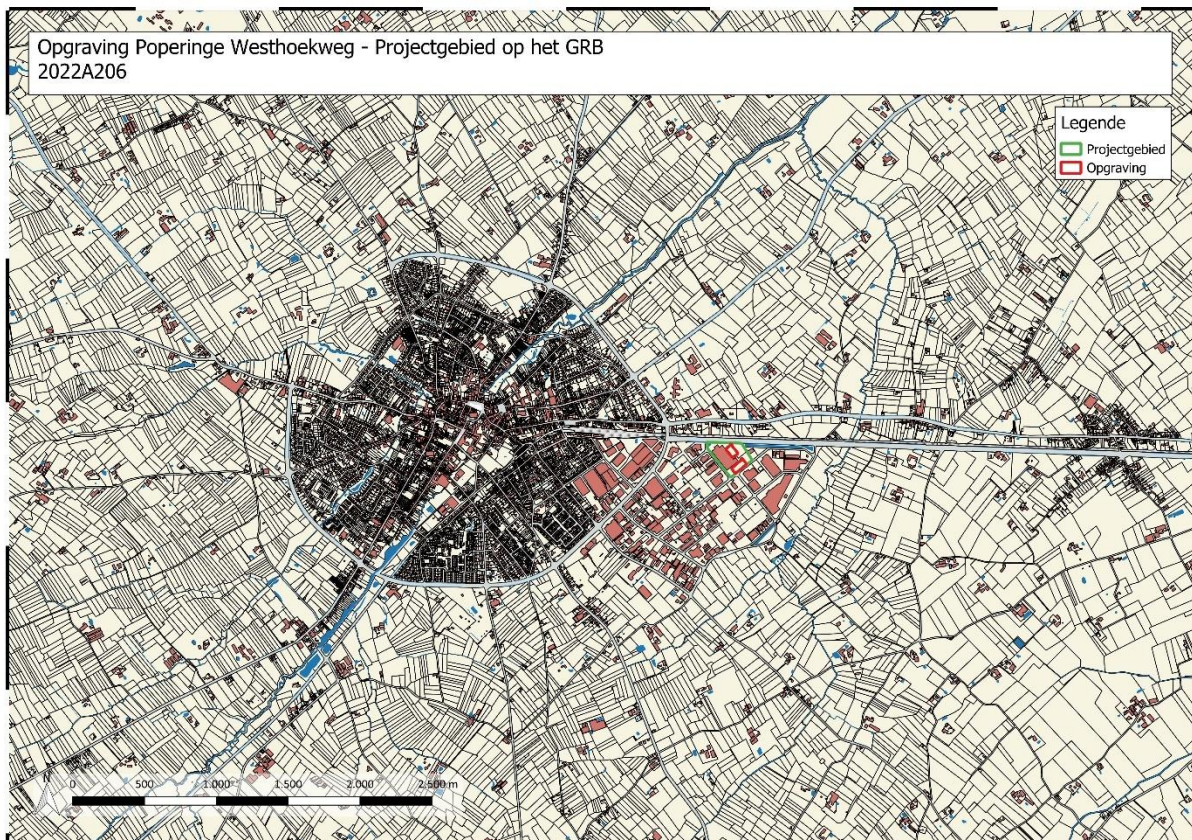 Opgraving Poperinge Westhoekweg - Projectgebied op het GRB
2022A206
Legende
Projectgebied
Opgraving
0 500 1.000 1.500 2.000 2.500 m